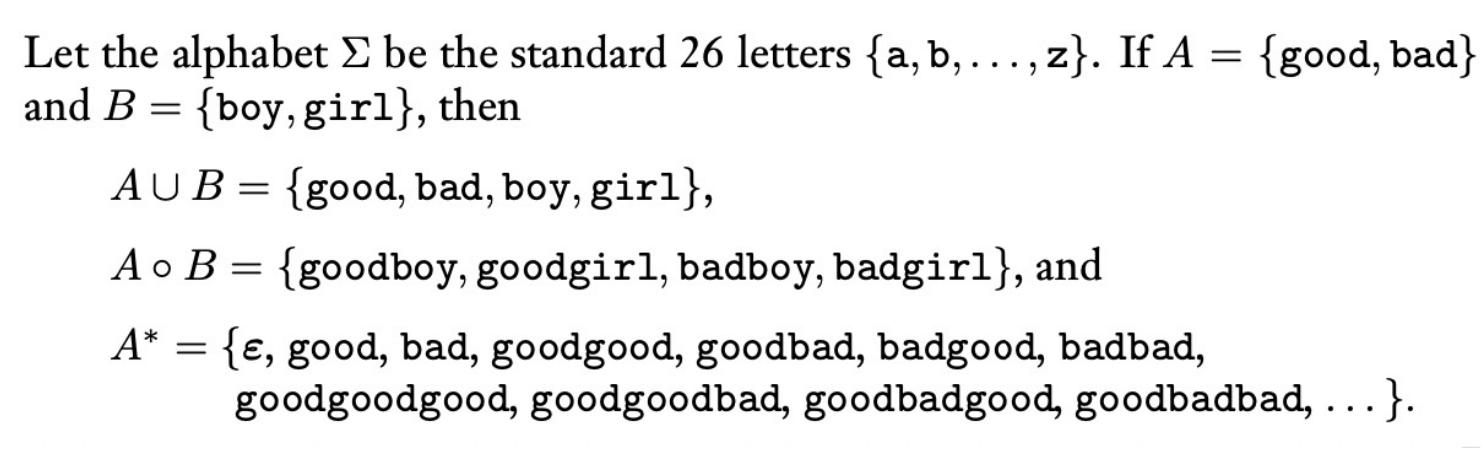 Let the alphabet Σ be the standard 26 letters {a, b, . . . , z}. If A = {good, bad}
and B = {boy, girl}, then
A ∪ B = {good, bad, boy, girl},
A ∘ B = {goodboy, goodgirl, badboy, badgirl}, and
A* = {ε, good, bad, goodgood, goodbad, badgood, badbad,
goodgoodgood, goodgoodbad, goodbadgood, goodbadbad, . . . }.